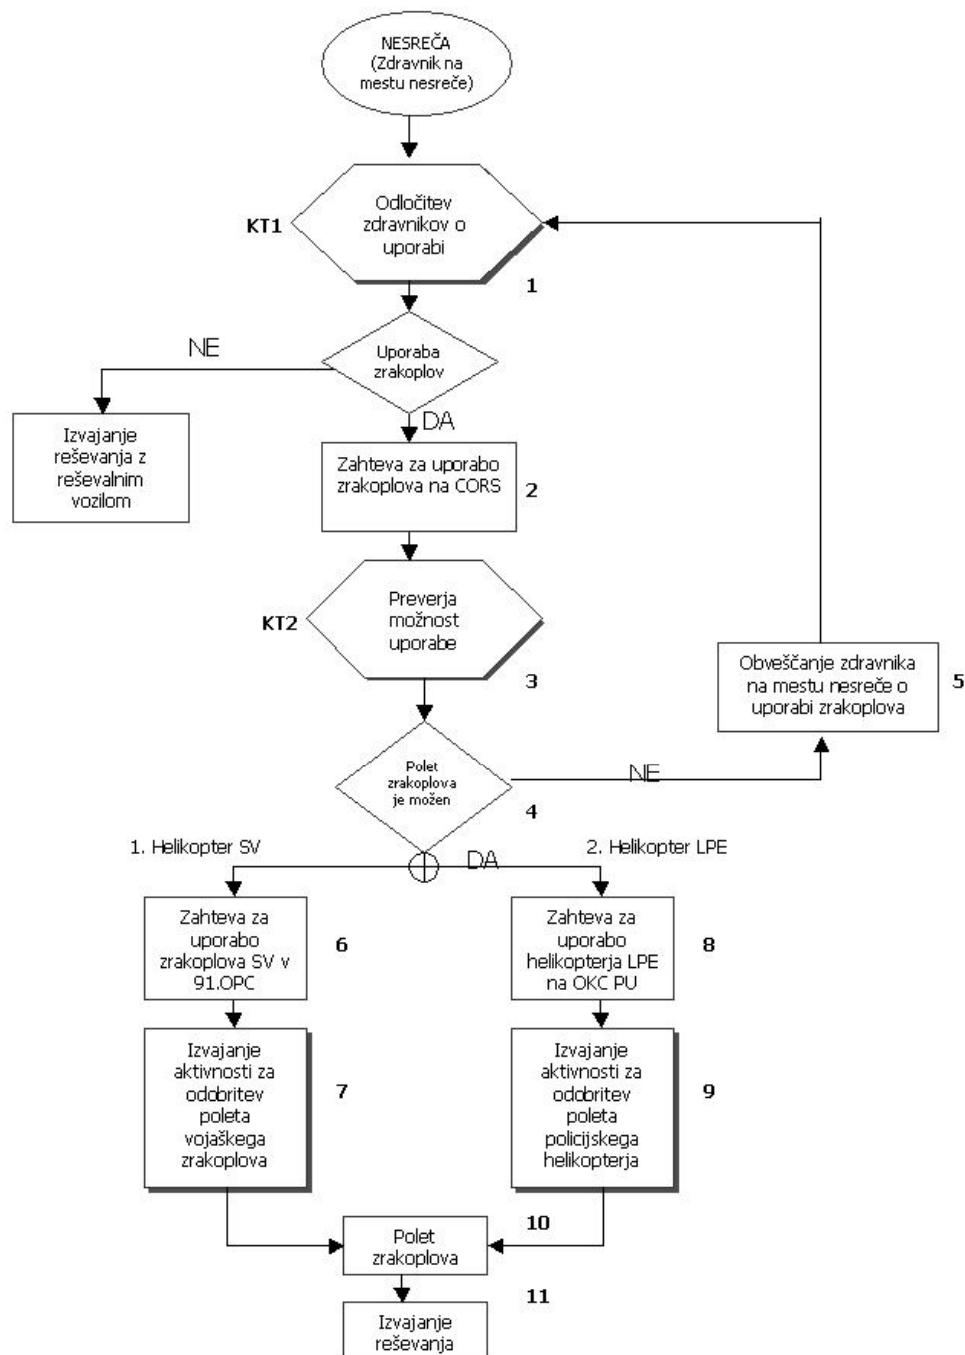 NESREČA
(Zdravnik na
mestu nesreče)
KT1
Odločitev
zdravnikov o
uporabi
1
NE
Uporaba
zrakoplov
DA
Izvajanje
reševanja z
reševalnim
vozilom
Zahteva za uporabo
zrakoplova na CORS
2
KT2
Preverja
možnost
uporabe
3
Obveščanje zdravnika
na mestu nesreče o
uporabi zrakoplova
5
Polet
zrakoplova
je možen
NE
4
1. Helikopter SV
DA
2. Helikopter LPE
Zahteva za
uporabo
zrakoplova SV v
91.OPC
6
Zahteva za
uporabo
helikopterja LPE
na OKC PU
8
Izvajanje
aktivnosti za
odobritev
poleta
vojaškega
zrakoplova
7
Izvajanje
aktivnosti za
odobritev
poleta
policijskega
helikopterja
9
10
Polet
zrakoplova
11
Izvajanje
reševanja